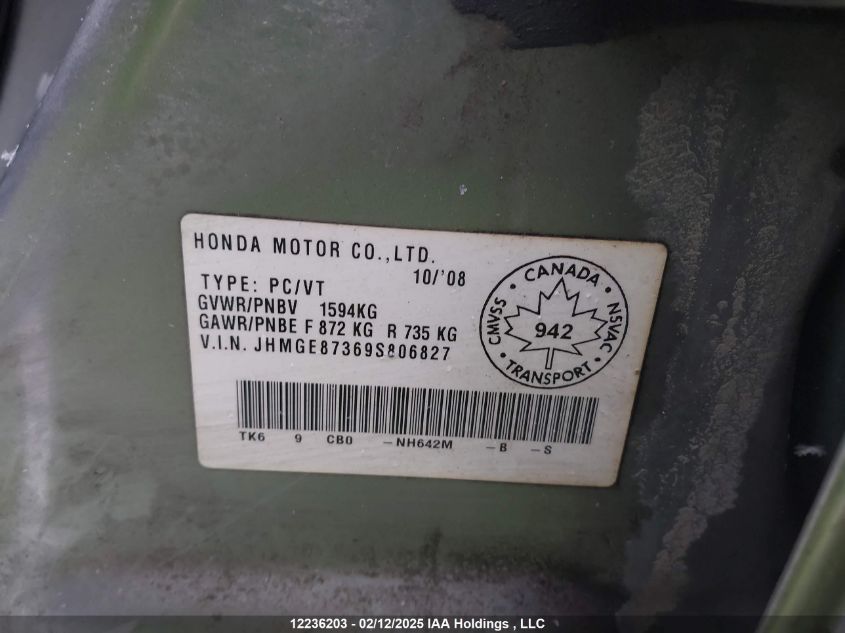 HONDA MOTOR CO.,LTD.
10/'08
TYPE: PC/VT
GVWR/PNBV 1594KG
GAWR/PNBE F 872 KG R 735 KG
V.I.N. JHMGE87369S806827
CANADA
CMVSS
NSVAC
942
TRANSPORT
TK6 9 CB0 -NH642M -B -S
12236203 - 02/12/2025 IAA Holdings , LLC